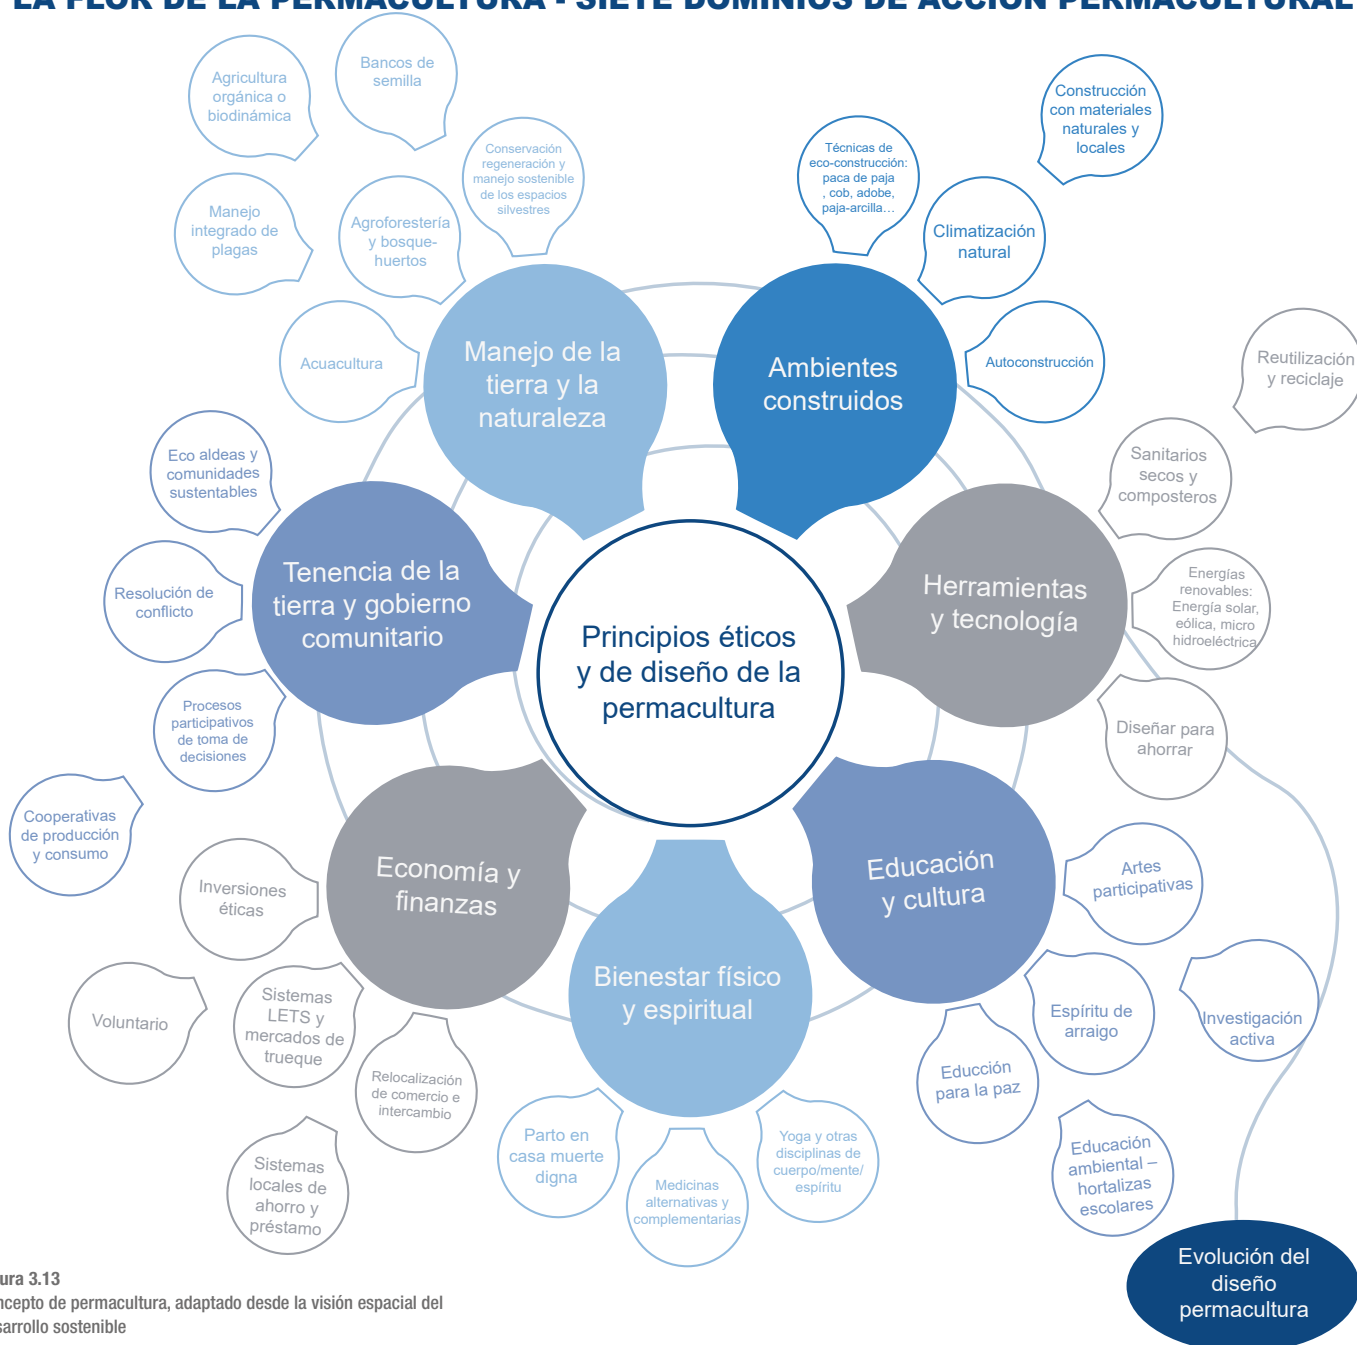 LA FLOR DE LA PERMACULTURA - SIETE DOMINIOS DE ACCIÓN PERMACULTURAL
Agricultura
orgánica o
biodinámica
Bancos de
semilla
Conservación
regeneración y
manejo sostenible
de los espacios
silvestres
Manejo
integrado de
plagas
Agroforestería
y bosque-
huertos
Acuacultura
Manejo de la
tierra y la
naturaleza
Técnicas de
eco-construcción:
paca de paja
, cob, adobe,
paja-arcilla...
Construcción
con materiales
naturales y
locales
Climatización
natural
Autoconstrucción
Ambientes
construidos
Reutilización
y reciclaje
Sanitarios
secos y
composteros
Energías
renovables:
Energía solar,
eólica, micro
hidroeléctrica
Diseñar para
ahorrar
Herramientas
y tecnología
Eco aldeas y
comunidades
sustentables
Resolución de
conflicto
Procesos
participativos
de toma de
decisiones
Cooperativas
de producción
y consumo
Tenencia de la
tierra y gobierno
comunitario
Principios éticos
y de diseño de la
permacultura
Economía y
finanzas
Inversiones
éticas
Voluntario
Sistemas
LETS y
mercados de
trueque
Relocalización
de comercio e
intercambio
Sistemas
locales de
ahorro y
préstamo
Bienestar físico
y espiritual
Parto en
casa muerte
digna
Medicinas
alternativas y
complementarias
Yoga y otras
disciplinas de
cuerpo/mente/
espíritu
Educación
y cultura
Artes
participativas
Espíritu de
arraigo
Investigación
activa
Educción
para la paz
Educación
ambiental –
hortalizas
escolares
Evolución del
diseño
permacultura
ura 3.13
ncepto de permacultura, adaptado desde la visión espacial del
sarrollo sostenible